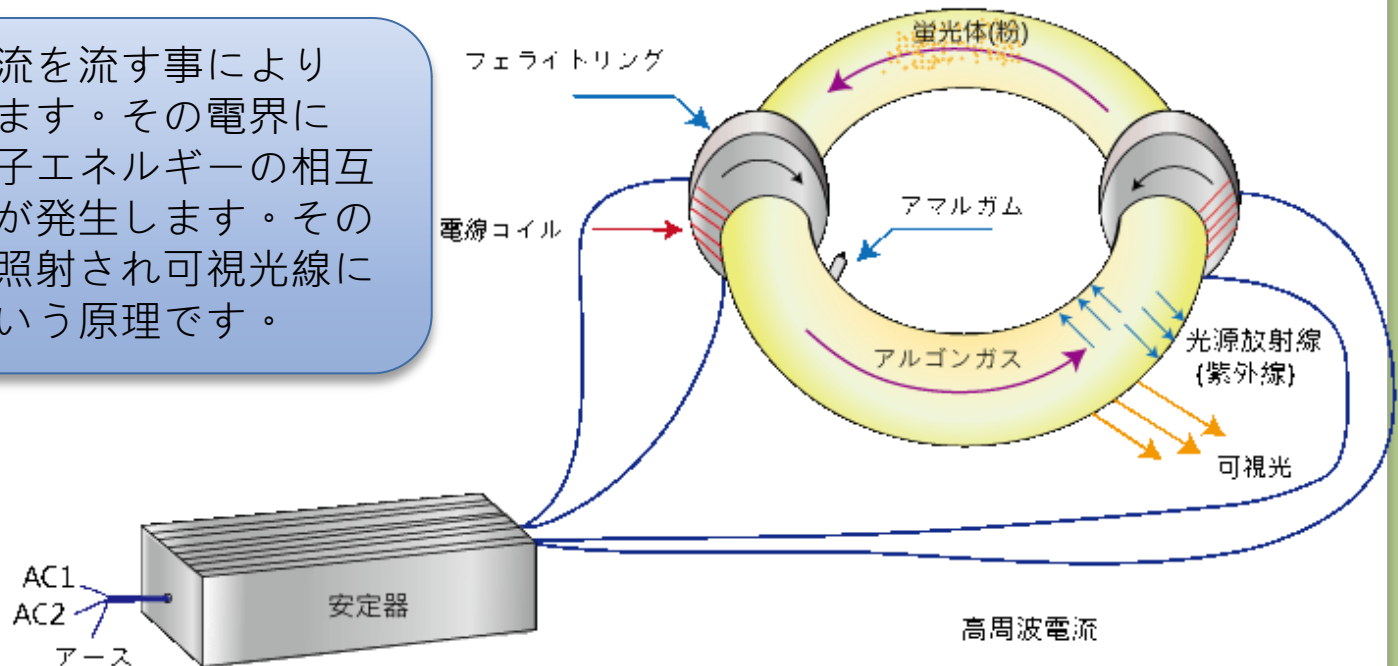 流を流す事により
ます・その電界に
子エネルギーの相互
が発生します・その
照射され可視光線に
いう原理です・
フェライトリング
蛍光体(粉)
電線コイル
アマルガム
アルゴンガス
光源放射線
(紫外線)
可視光
AC1
AC2
アース
安定器
高周波電流